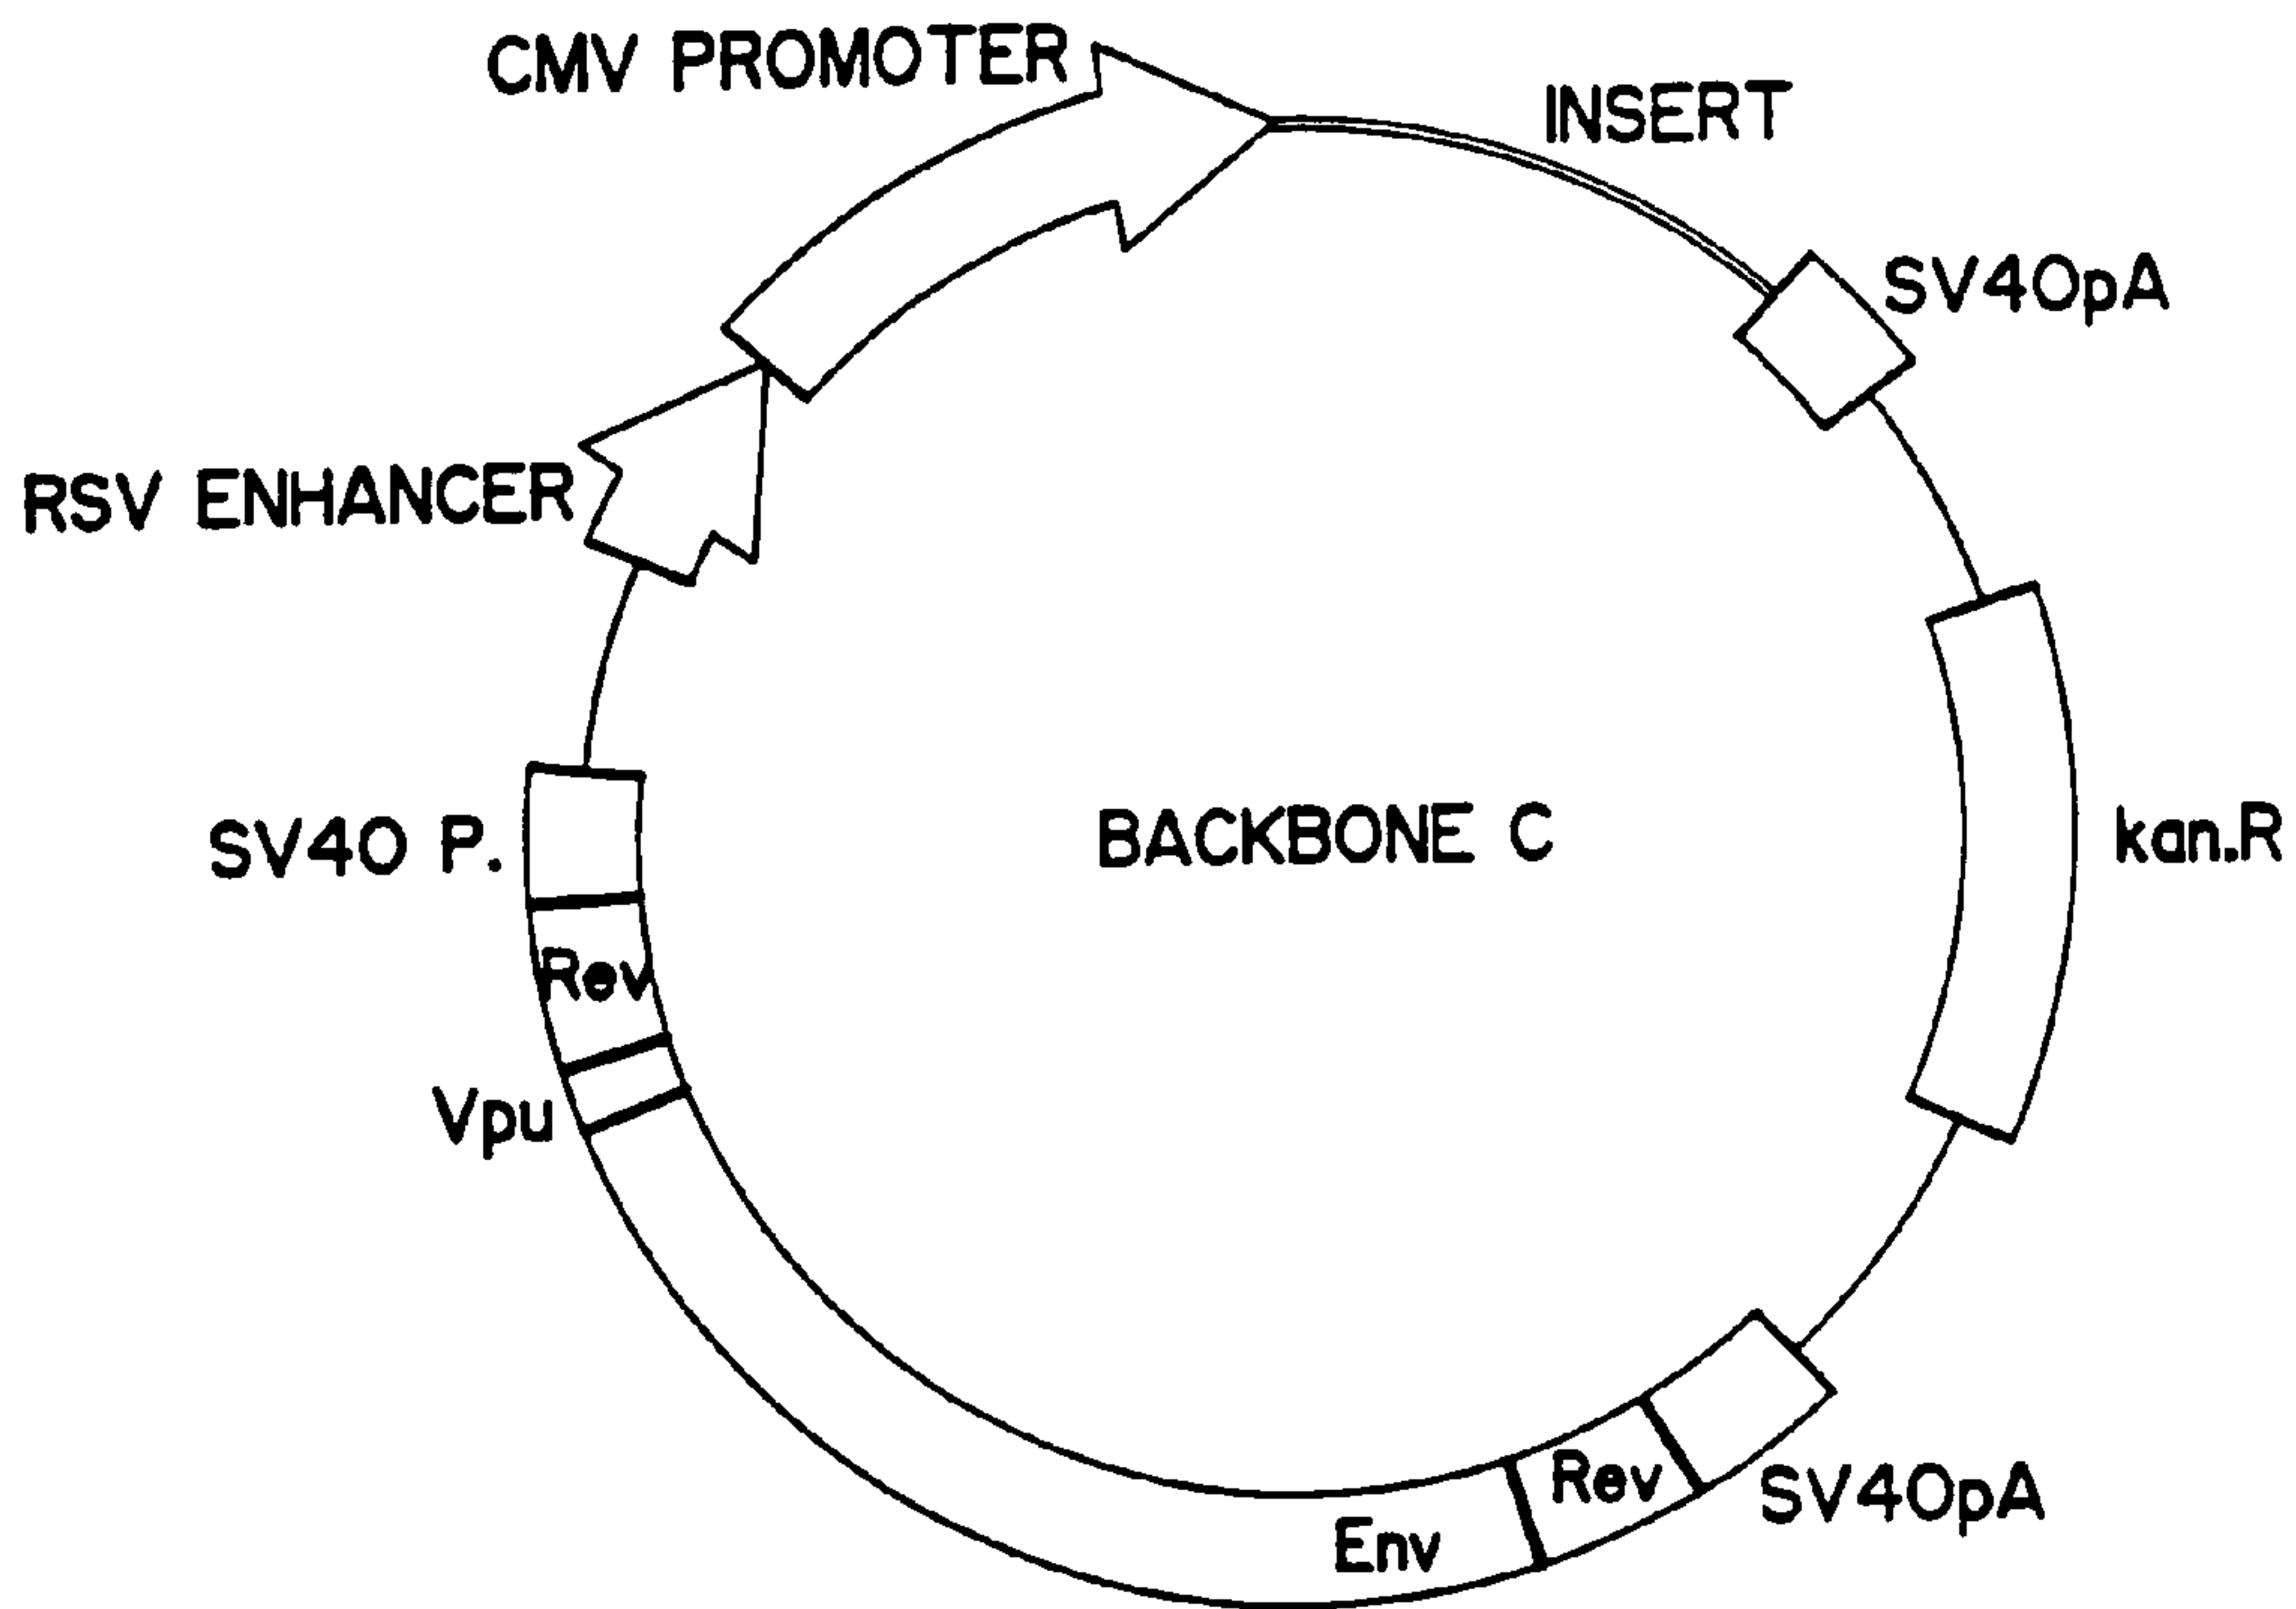 CMV PROMOTER
INSERT
SV40pA
RSV ENHANCER
BACKBONE C
kan.R
SV40 P.
Rev
Vpu
Rev
SV40pA
Env